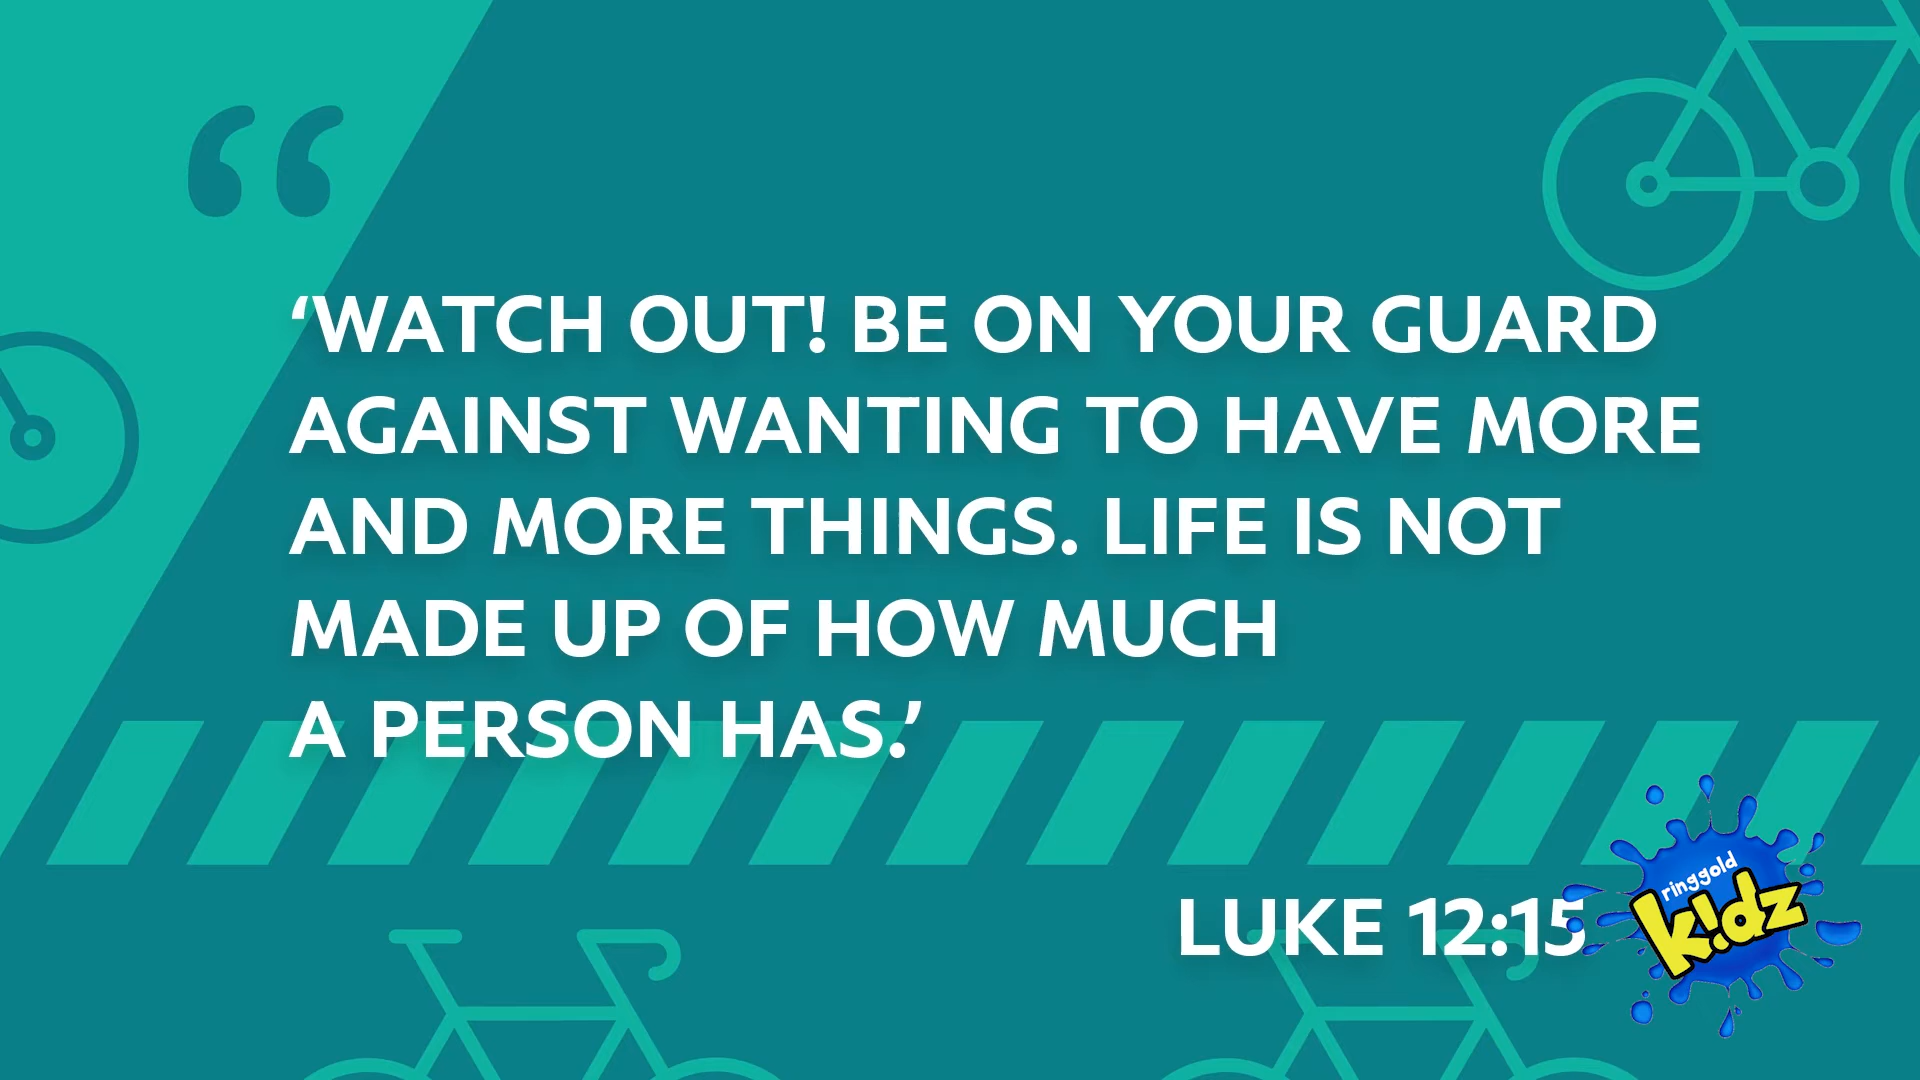 “
‘WATCH OUT! BE ON YOUR GUARD
AGAINST WANTING TO HAVE MORE
AND MORE THINGS. LIFE IS NOT
MADE UP OF HOW MUCH
A PERSON HAS.’
LUKE 12:15
ringgold
k!dz